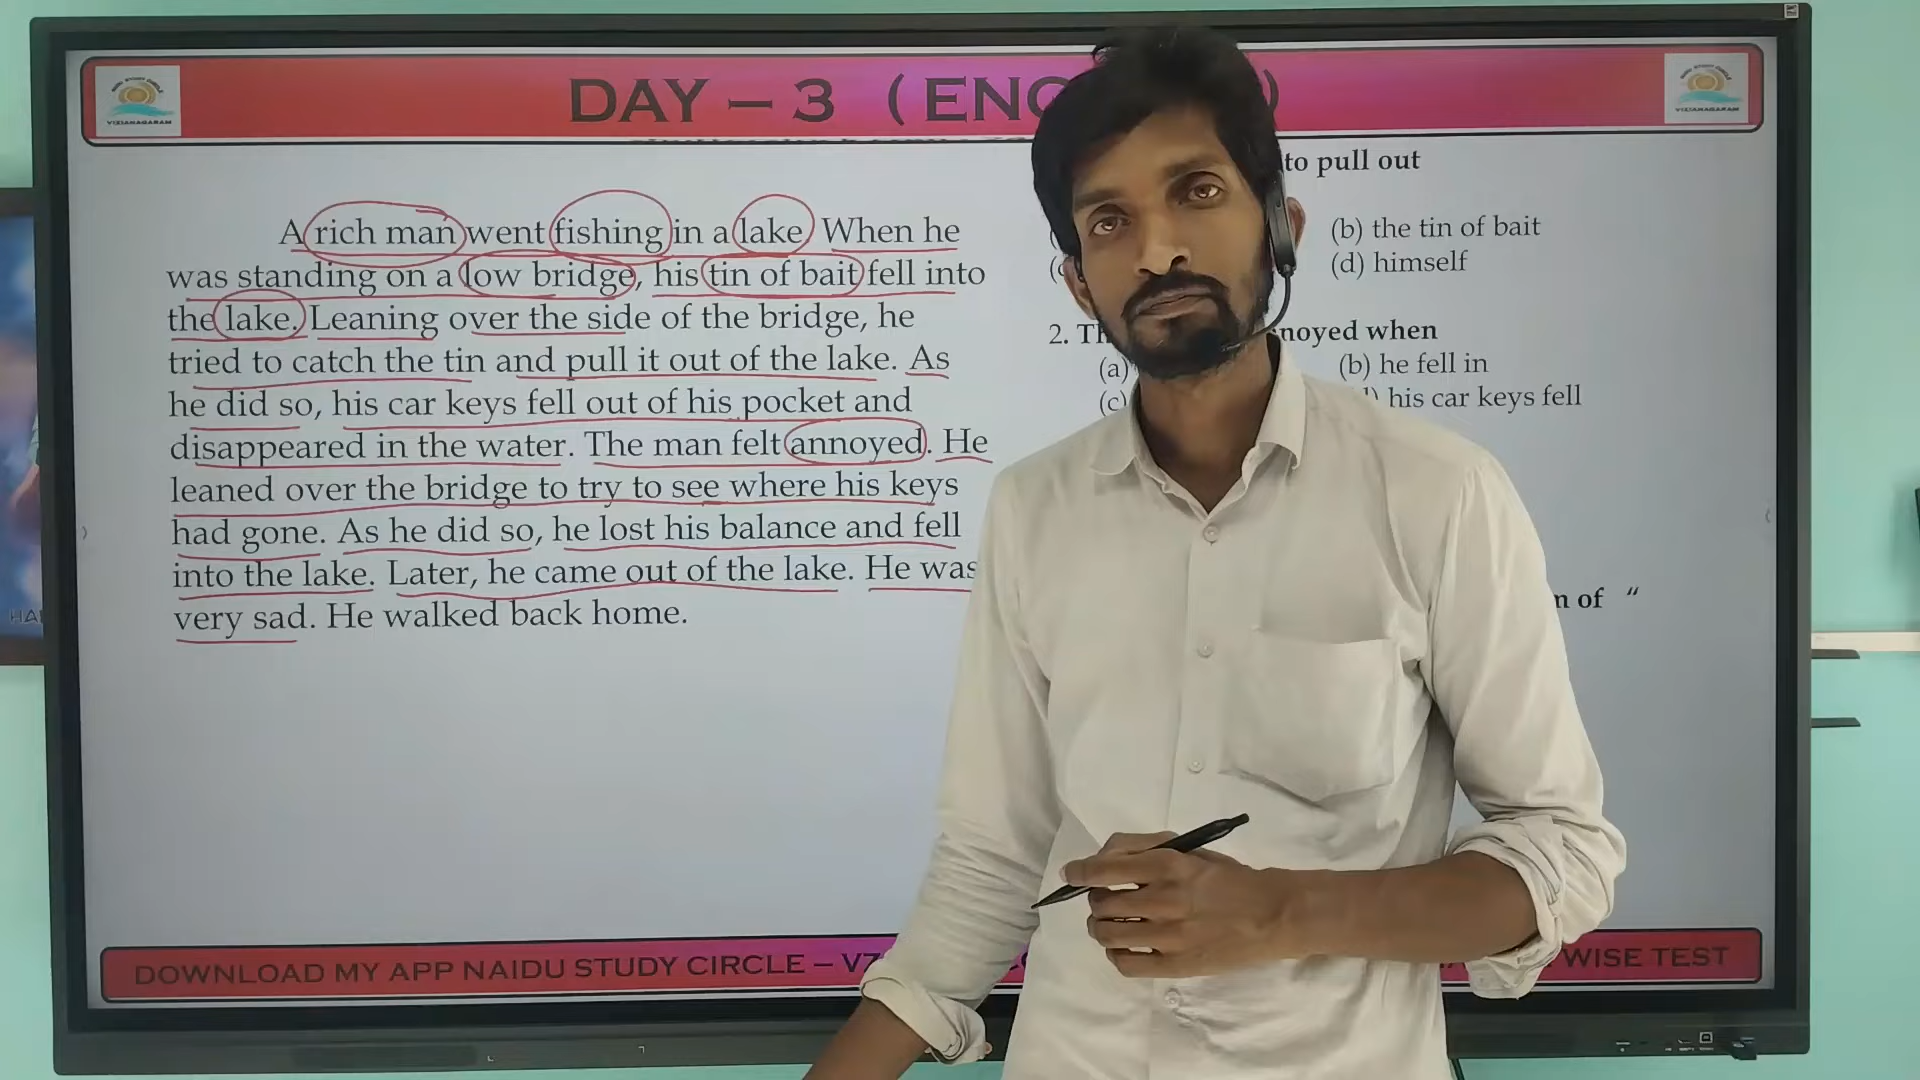 DAY – 3 (ENG )
VIZIANAGARAM
VIZIANAGARAM
A rich man went fishing in a lake. When he
was standing on a low bridge, his tin of bait fell into
the lake. Leaning over the side of the bridge, he
tried to catch the tin and pull it out of the lake. As
he did so, his car keys fell out of his pocket and
disappeared in the water. The man felt annoyed. He
leaned over the bridge to try to see where his keys
had gone. As he did so, he lost his balance and fell
into the lake. Later, he came out of the lake. He was
very sad. He walked back home.
to pull out
(b) the tin of bait
(d) himself
2. noyed when
(a) (b) he fell in
(c) his car keys fell
of "
DOWNLOAD MY APP NAIDU STUDY CIRCLE – WISE TEST